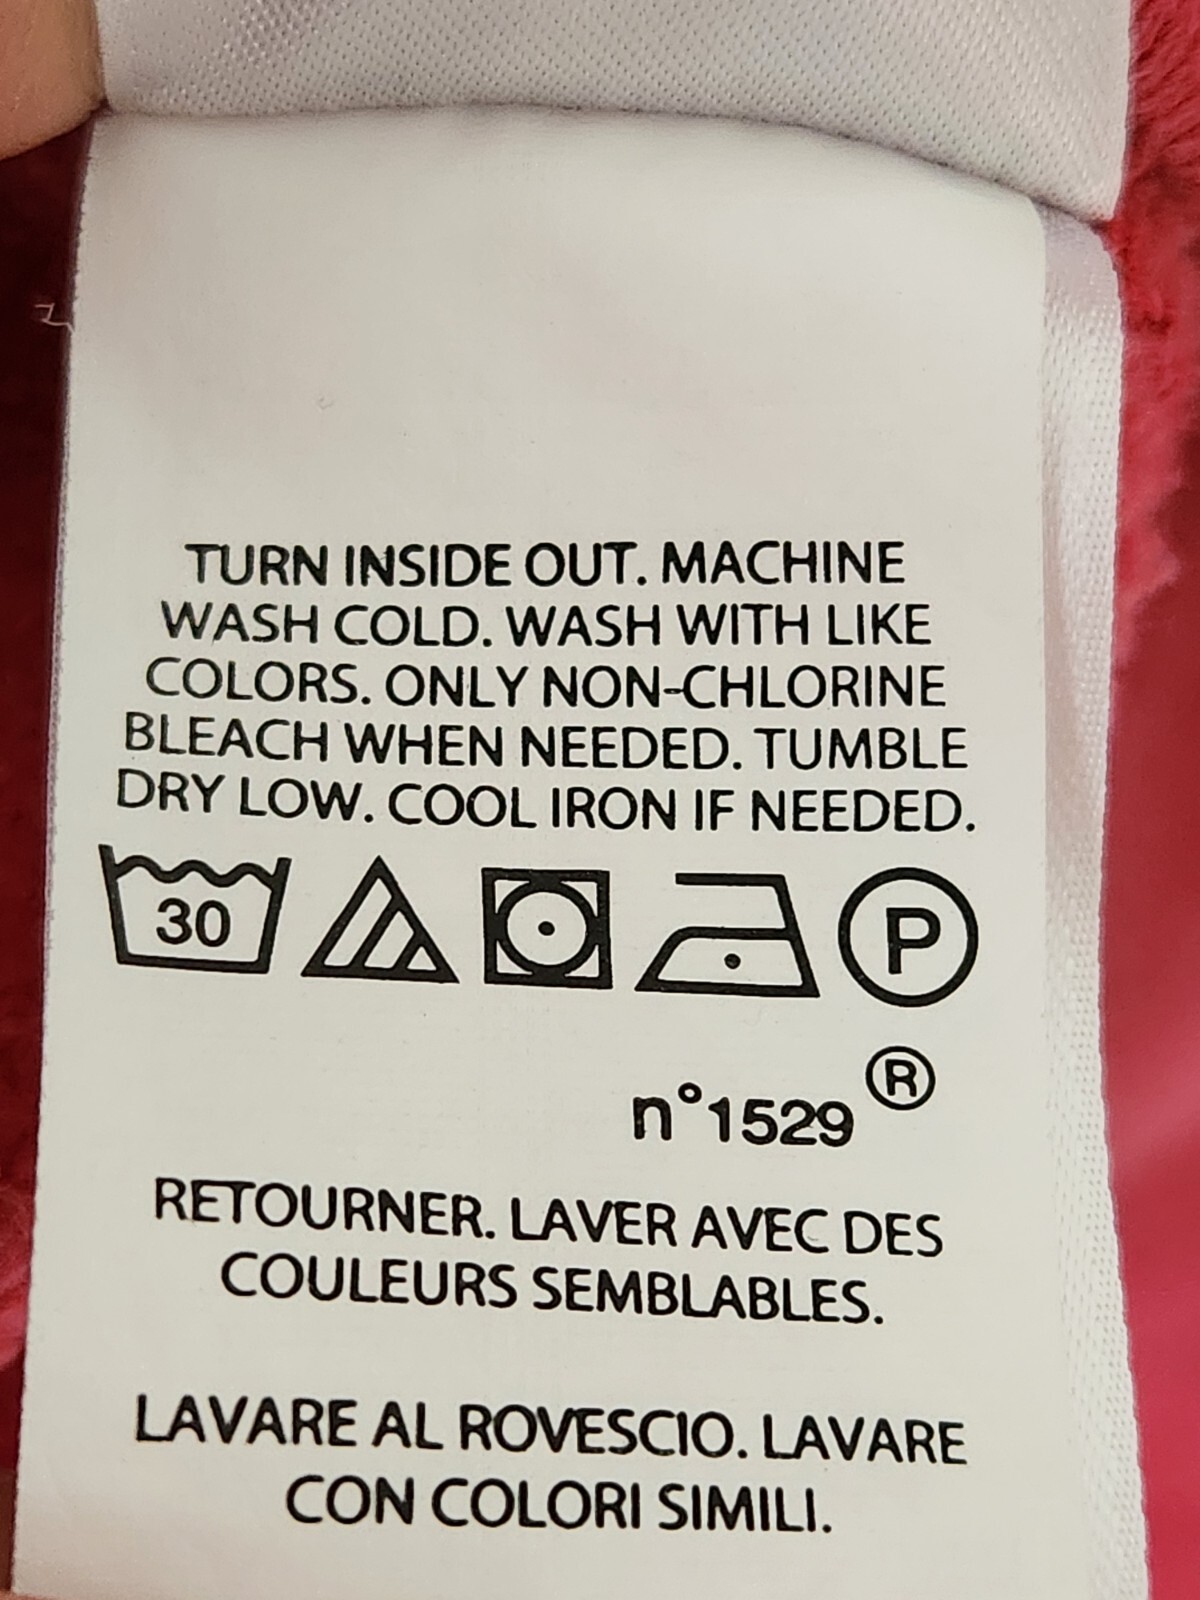 TURN INSIDE OUT. MACHINE
WASH COLD. WASH WITH LIKE
COLORS. ONLY NON-CHLORINE
BLEACH WHEN NEEDED. TUMBLE
DRY LOW. COOL IRON IF NEEDED.
30 P
n°1529 ®
RETOURNER. LAVER AVEC DES
COULEURS SEMBLABLES.
LAVARE AL ROVESCIO. LAVARE
CON COLORI SIMILI.